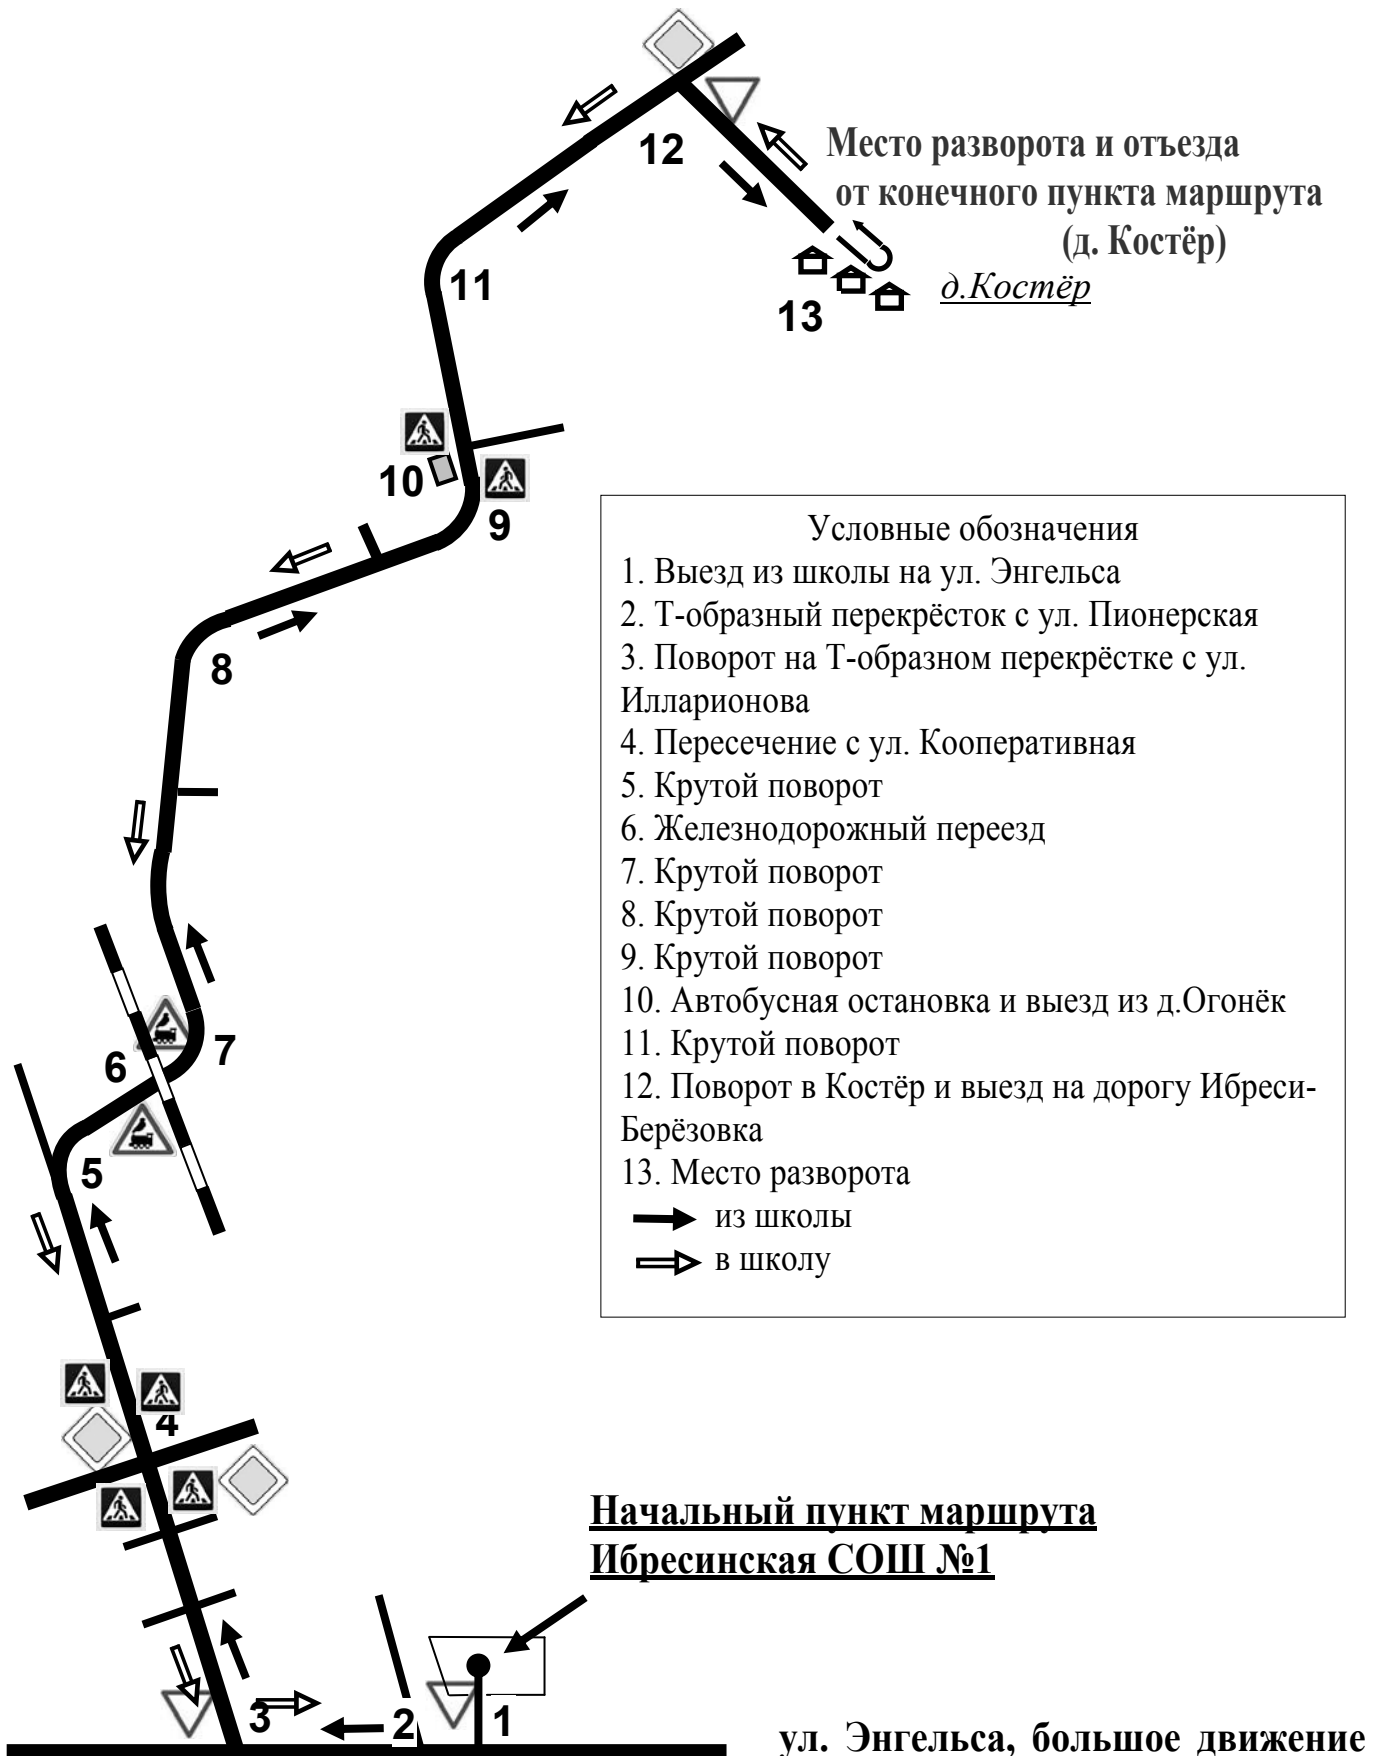 12
Место разворота и отъезда
от конечного пункта маршрута
(д. Костёр)
11
д.Костёр
13
10
9
Условные обозначения
1. Выезд из школы на ул. Энгельса
2. Т-образный перекрёсток с ул. Пионерская
3. Поворот на Т-образном перекрёстке с ул.
Илларионова
4. Пересечение с ул. Кооперативная
5. Крутой поворот
6. Железнодорожный переезд
7. Крутой поворот
8. Крутой поворот
9. Крутой поворот
10. Автобусная остановка и выезд из д.Огонёк
11. Крутой поворот
12. Поворот в Костёр и выезд на дорогу Ибреси-
Берёзовка
13. Место разворота
из школы
в школу
8
7
6
5
4
Начальный пункт маршрута
Ибресинская СОШ №1
3
2
1
ул. Энгельса, большое движение